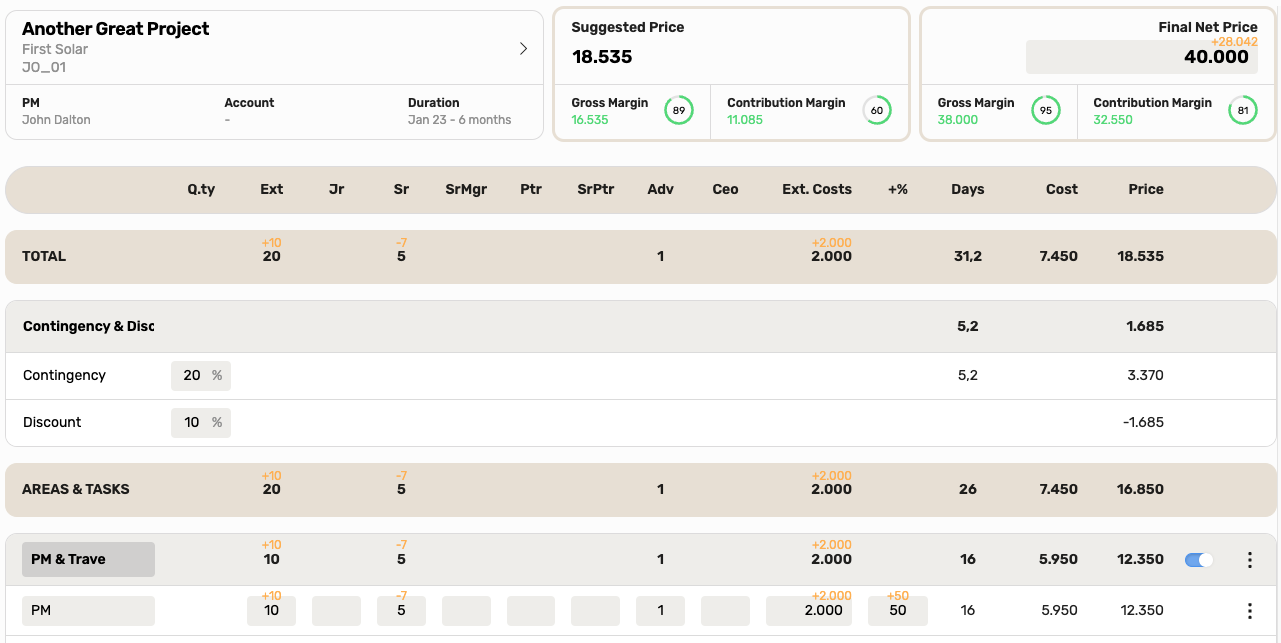 Another Great Project
First Solar
JO_01
PM Account Duration
John Dalton - Jan 23 - 6 months
Suggested Price
18.535
Gross Margin 89 Contribution Margin 60
16.535 11.085
Final Net Price
+28.042
40.000
Gross Margin 95 Contribution Margin 81
38.000 32.550
Q.ty Ext Jr Sr SrMgr Ptr SrPtr Adv Ceo Ext. Costs +% Days Cost Price
+10 -7 +2.000
TOTAL 20 5 1 2.000 31,2 7.450 18.535
Contingency & Disc 5,2 1.685
Contingency 20 % 5,2 3.370
Discount 10 % -1.685
+10 -7 +2.000
AREAS & TASKS 20 5 1 2.000 26 7.450 16.850
+10 -7 +2.000
PM & Trave 10 5 1 2.000 16 5.950 12.350
+10 -7 +2.000 +50
PM 10 5 1 2.000 50 16 5.950 12.350